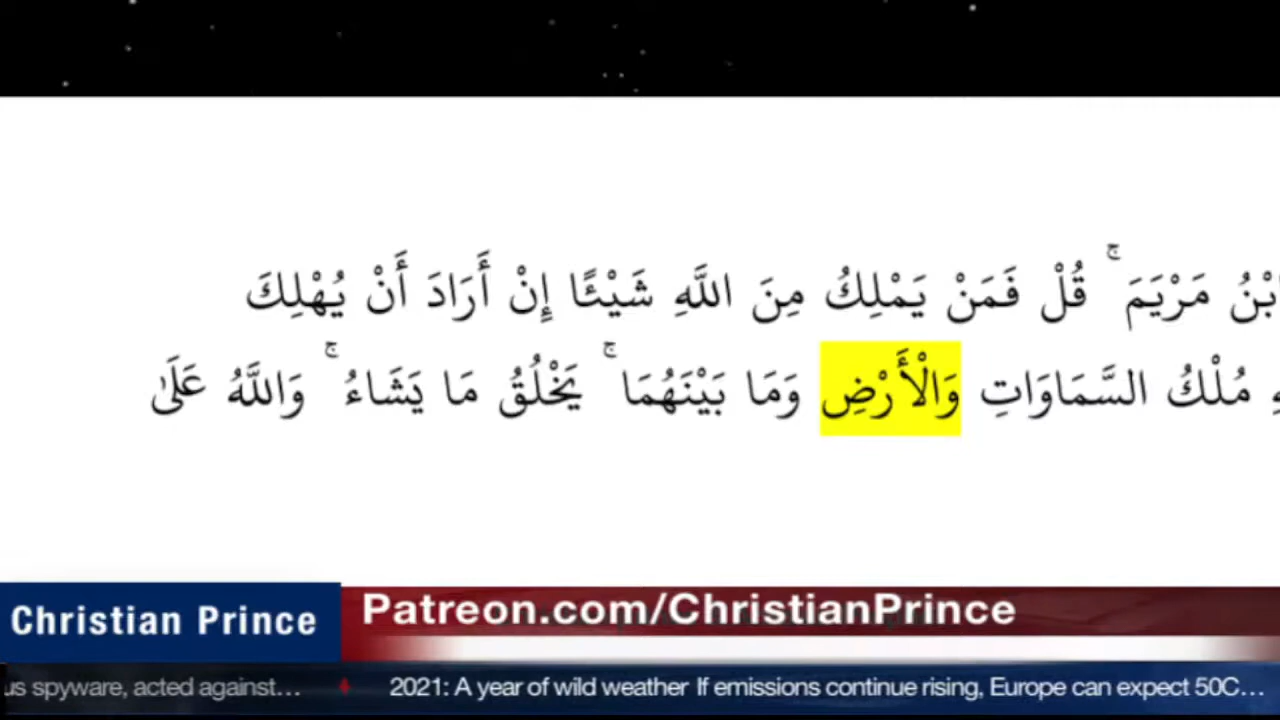 ابْنُ مَرْيَمَ ۚ قُلْ فَمَنْ يَمْلِكُ مِنَ اللَّهِ شَيْئًا إِنْ أَرَادَ أَنْ يُهْلِكَ
مُلْكُ السَّمَاوَاتِ وَالْأَرْضِ وَمَا بَيْنَهُمَا ۚ يَخْلُقُ مَا يَشَاءُ ۚ وَاللَّهُ عَلَىٰ
Christian Prince
Patreon.com/ChristianPrince
us spyware, acted against... 2021: A year of wild weather If emissions continue rising, Europe can expect 50C...